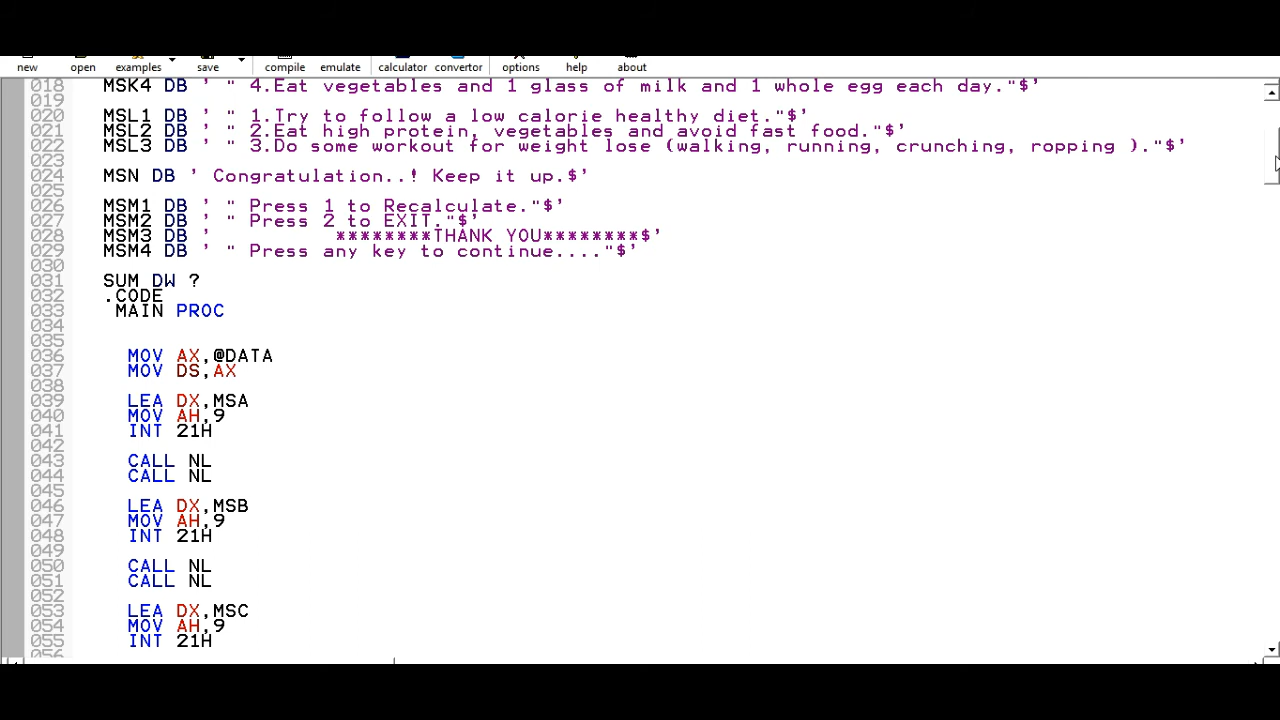 new open examples save compile emulate calculator convertor options help about
018 MSK4 DB ' " 4.Eat vegetables and 1 glass of milk and 1 whole egg each day."$'
019
020 MSL1 DB ' " 1.Try to follow a low calorie healthy diet."$'
021 MSL2 DB ' " 2.Eat high protein, vegetables and avoid fast food."$'
022 MSL3 DB ' " 3.Do some workout for weight lose (walking, running, crunching, ropping )."$'
023
024 MSN DB ' Congratulation..! Keep it up.$'
025
026 MSM1 DB ' " Press 1 to Recalculate."$'
027 MSM2 DB ' " Press 2 to EXIT."$'
028 MSM3 DB '          ********THANK YOU********$'
029 MSM4 DB ' " Press any key to continue...."$'
030
031 SUM DW ?
032 .CODE
033 MAIN PROC
034
035
036 MOV AX,@DATA
037 MOV DS,AX
038
039 LEA DX,MSA
040 MOV AH,9
041 INT 21H
042
043 CALL NL
044 CALL NL
045
046 LEA DX,MSB
047 MOV AH,9
048 INT 21H
049
050 CALL NL
051 CALL NL
052
053 LEA DX,MSC
054 MOV AH,9
055 INT 21H
056